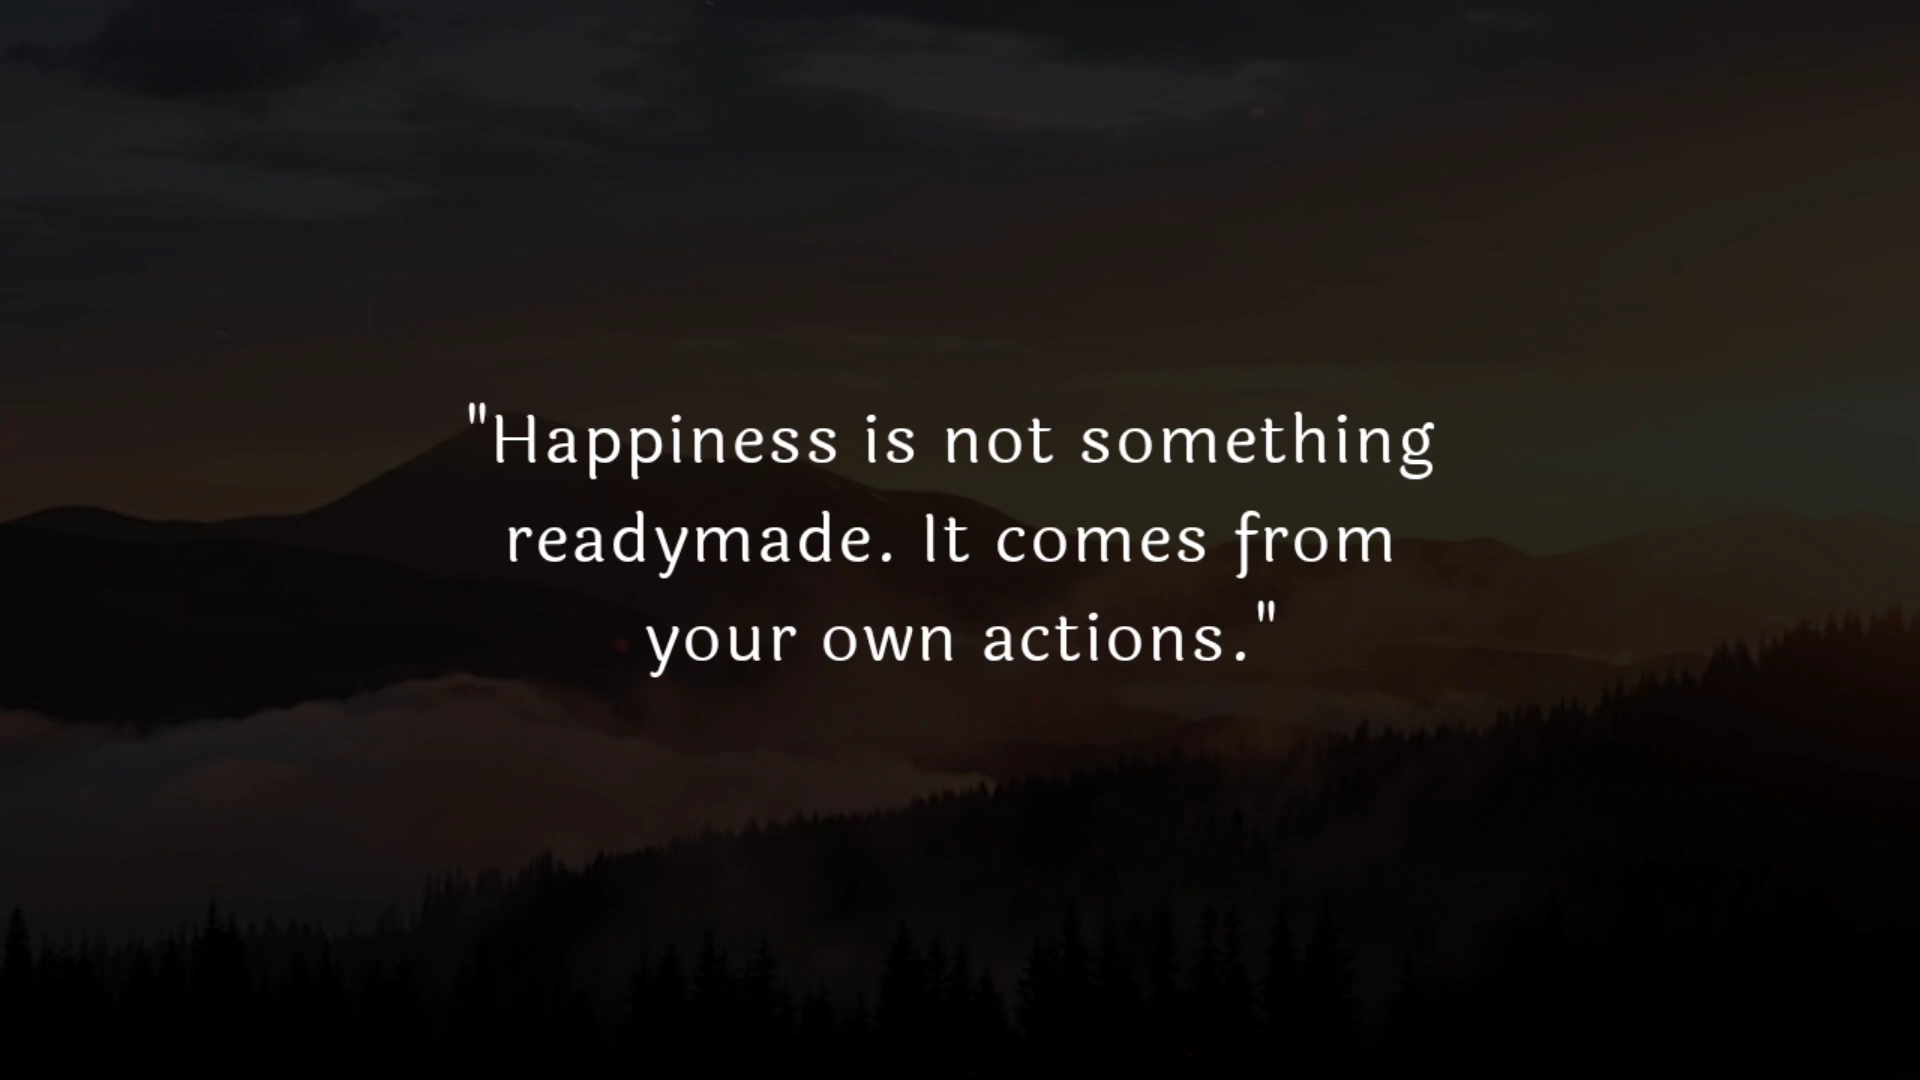 "Happiness is not something
readymade. It comes from
your own actions."